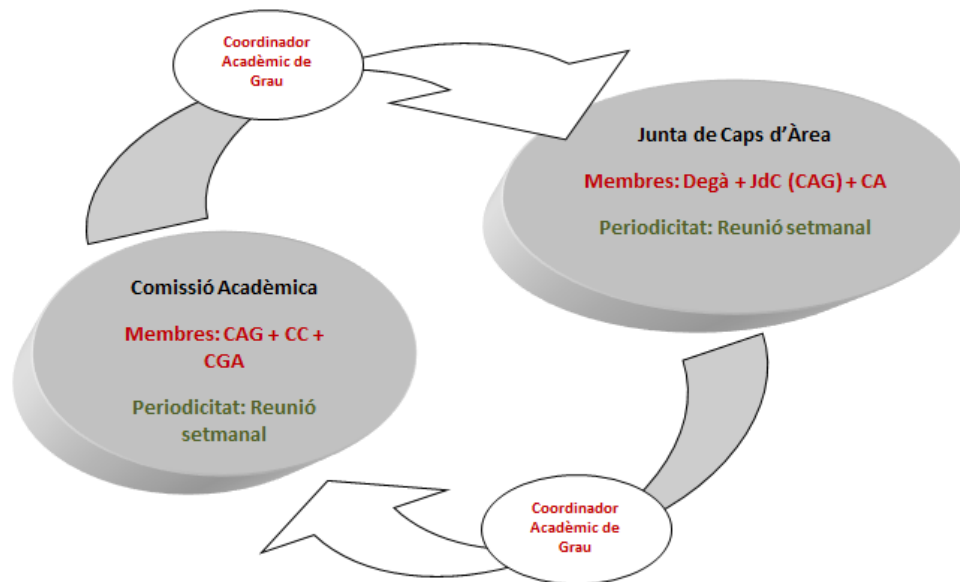 Coordinador
Acadèmic de
Grau
Junta de Caps d'Àrea
Membres: Degà + JdC (CAG) + CA
Periodicitat: Reunió setmanal
Comissió Acadèmica
Membres: CAG + CC +
CGA
Periodicitat: Reunió
setmanal
Coordinador
Acadèmic de
Grau